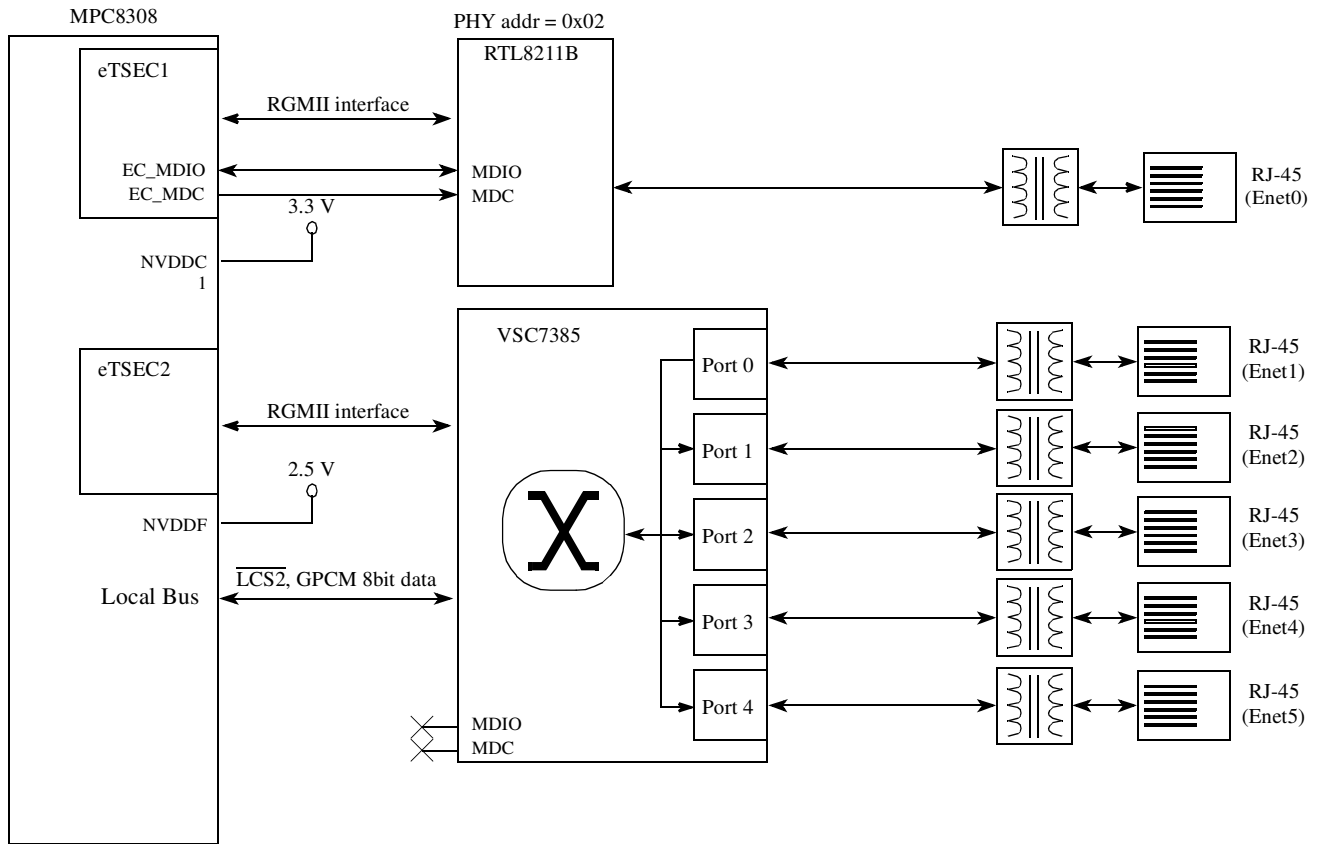 MPC8308
PHY addr = 0x02
eTSEC1
RTL8211B
RGMII interface
EC_MDIO
MDIO
EC_MDC
MDC
3.3 V
NVDDC
1
RJ-45
(Enet0)
VSC7385
eTSEC2
RGMII interface
2.5 V
NVDDF
Local Bus
LCS2, GPCM 8bit data
MDIO
MDC
Port 0
RJ-45
(Enet1)
Port 1
RJ-45
(Enet2)
Port 2
RJ-45
(Enet3)
Port 3
RJ-45
(Enet4)
Port 4
RJ-45
(Enet5)